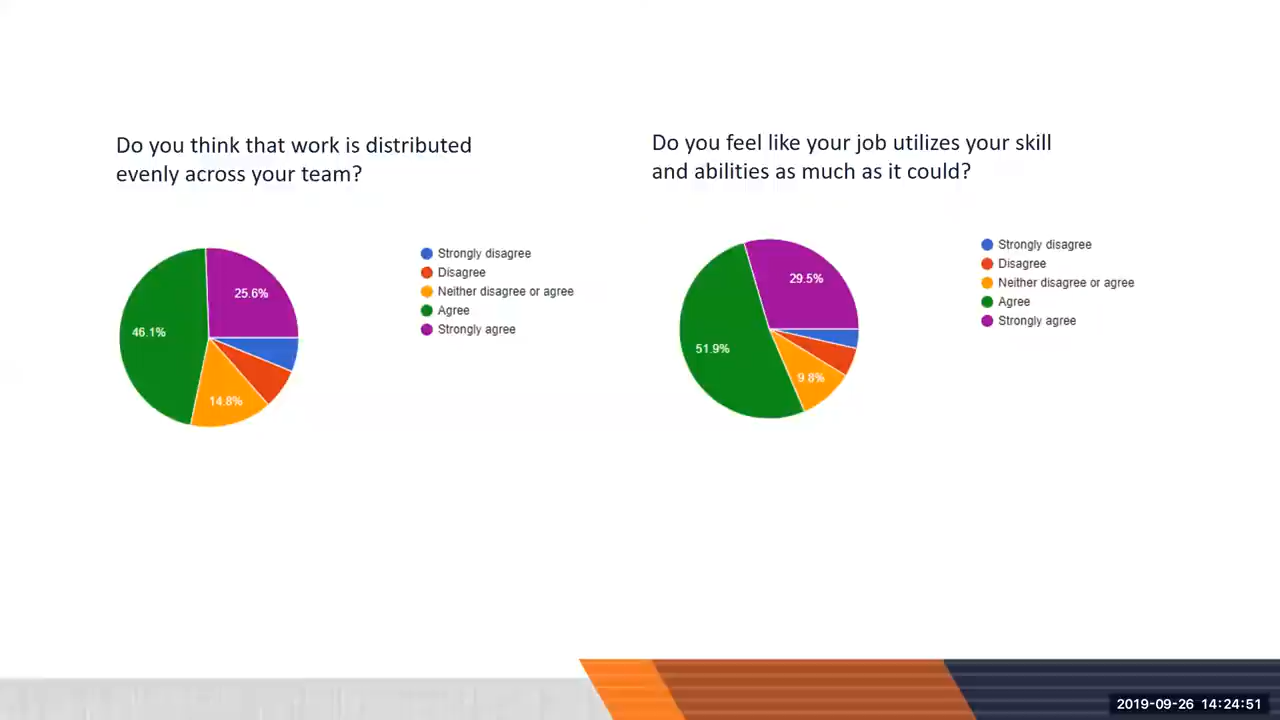 Do you think that work is distributed
evenly across your team?
25.6%
46.1%
14.8%
Strongly disagree
Disagree
Neither disagree or agree
Agree
Strongly agree
Do you feel like your job utilizes your skill
and abilities as much as it could?
29.5%
51.9%
9.8%
Strongly disagree
Disagree
Neither disagree or agree
Agree
Strongly agree
2019-09-26 14:24:51